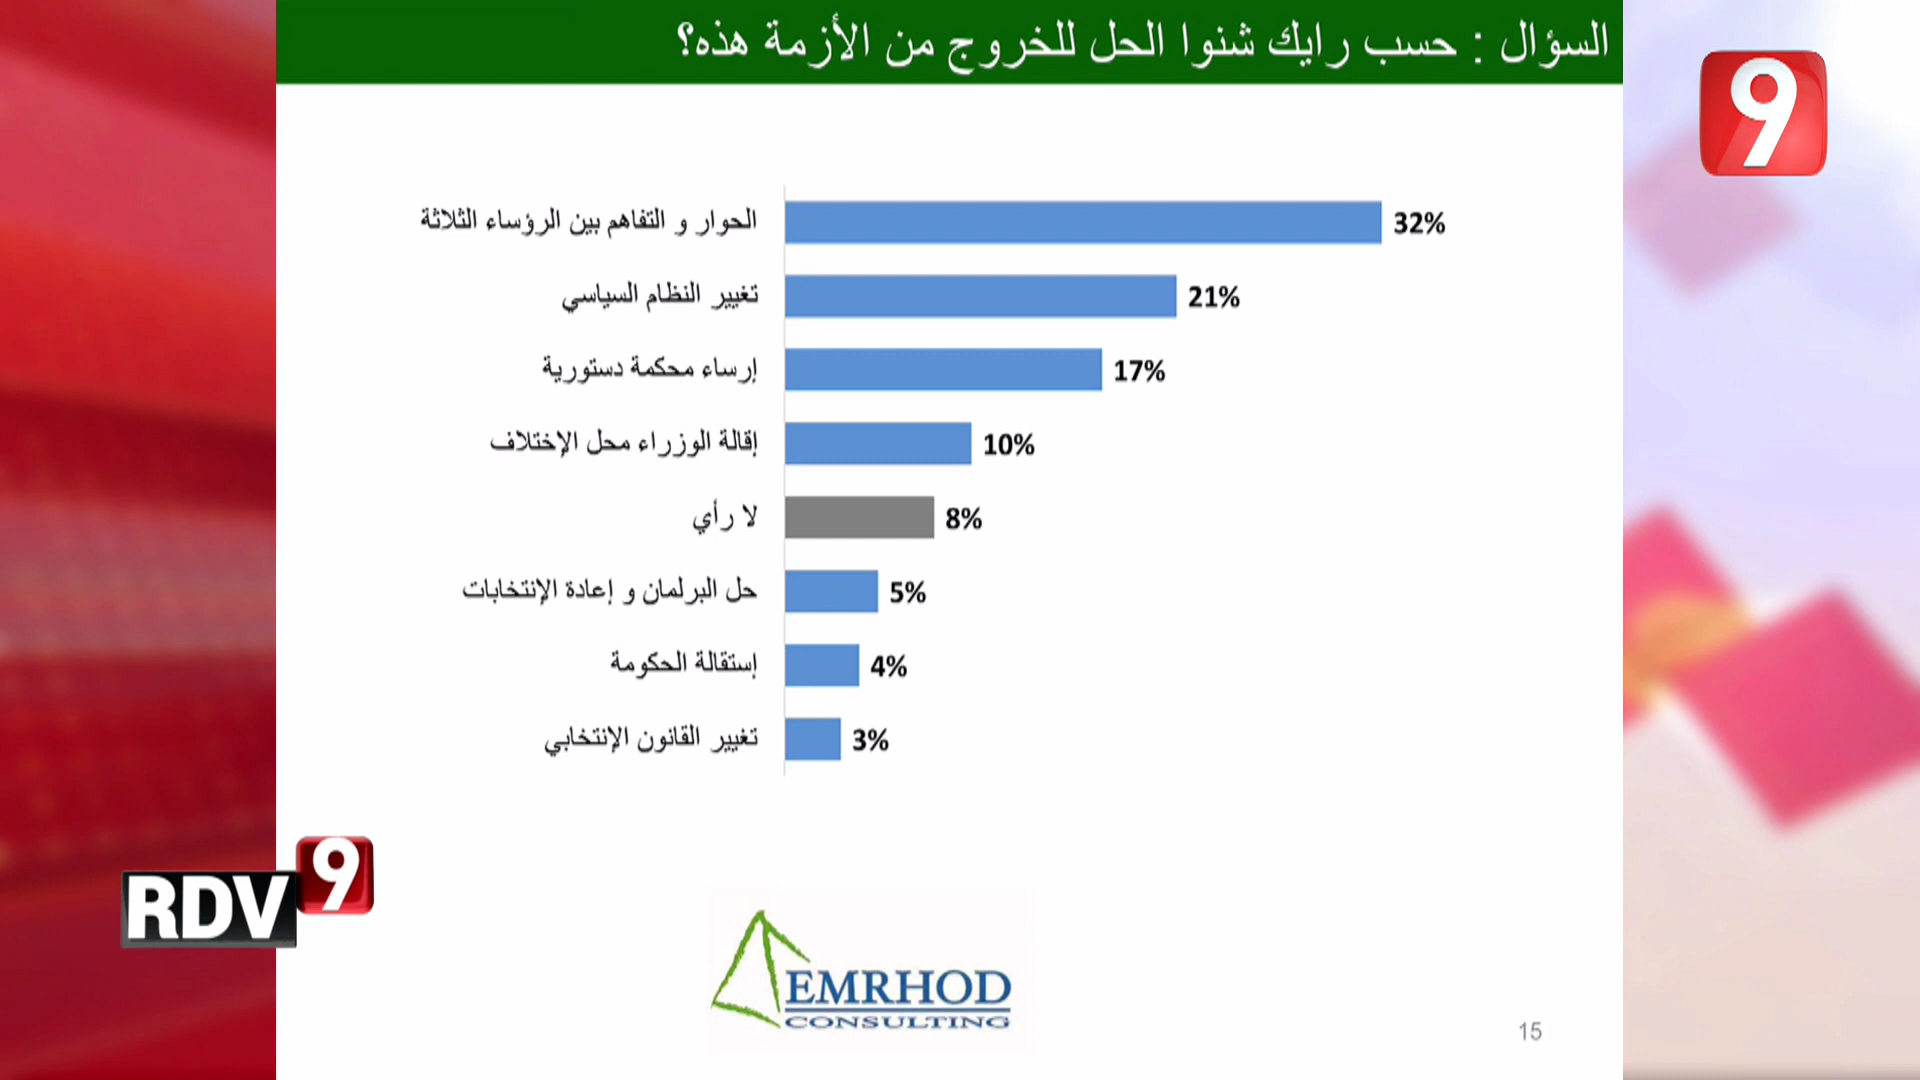 السؤال : حسب رايك شنوا الحل للخروج من الأزمة هذه؟
9
الحوار و التفاهم بين الرؤساء الثلاثة 32%
تغيير النظام السياسي 21%
إرساء محكمة دستورية 17%
إقالة الوزراء محل الإختلاف 10%
لا رأي 8%
حل البرلمان و إعادة الإنتخابات 5%
إستقالة الحكومة 4%
تغيير القانون الإنتخابي 3%
RDV 9
EMRHOD
CONSULTING
15